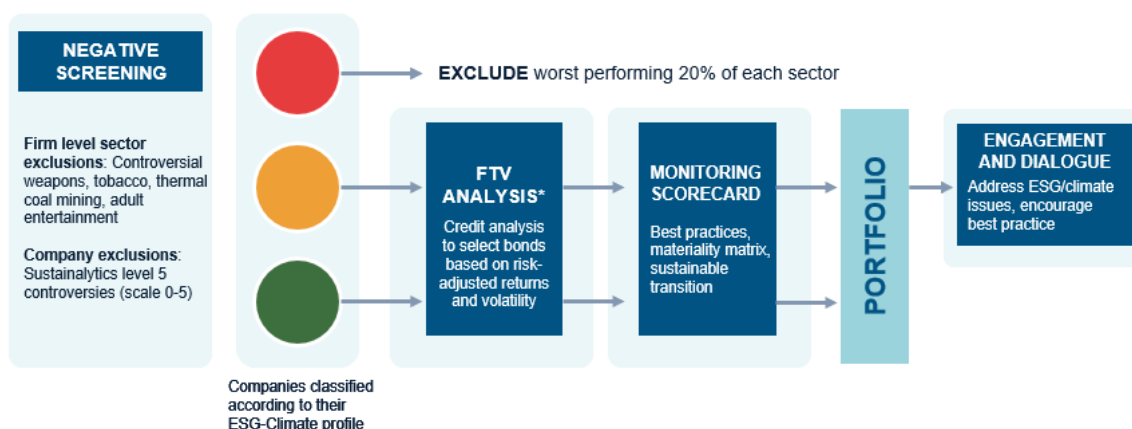 NEGATIVE
SCREENING
Firm level sector
exclusions: Controversial
weapons, tobacco, thermal
coal mining, adult
entertainment
Company exclusions:
Sustainalytics level 5
controversies (scale 0-5)
Companies classified
according to their
ESG-Climate profile
EXCLUDE worst performing 20% of each sector
FTV
ANALYSIS*
Credit analysis
to select bonds
based on risk-
adjusted returns
and volatility
MONITORING
SCORECARD
Best practices,
materiality matrix,
sustainable
transition
PORTFOLIO
ENGAGEMENT
AND DIALOGUE
Address ESG/climate
issues, encourage
best practice